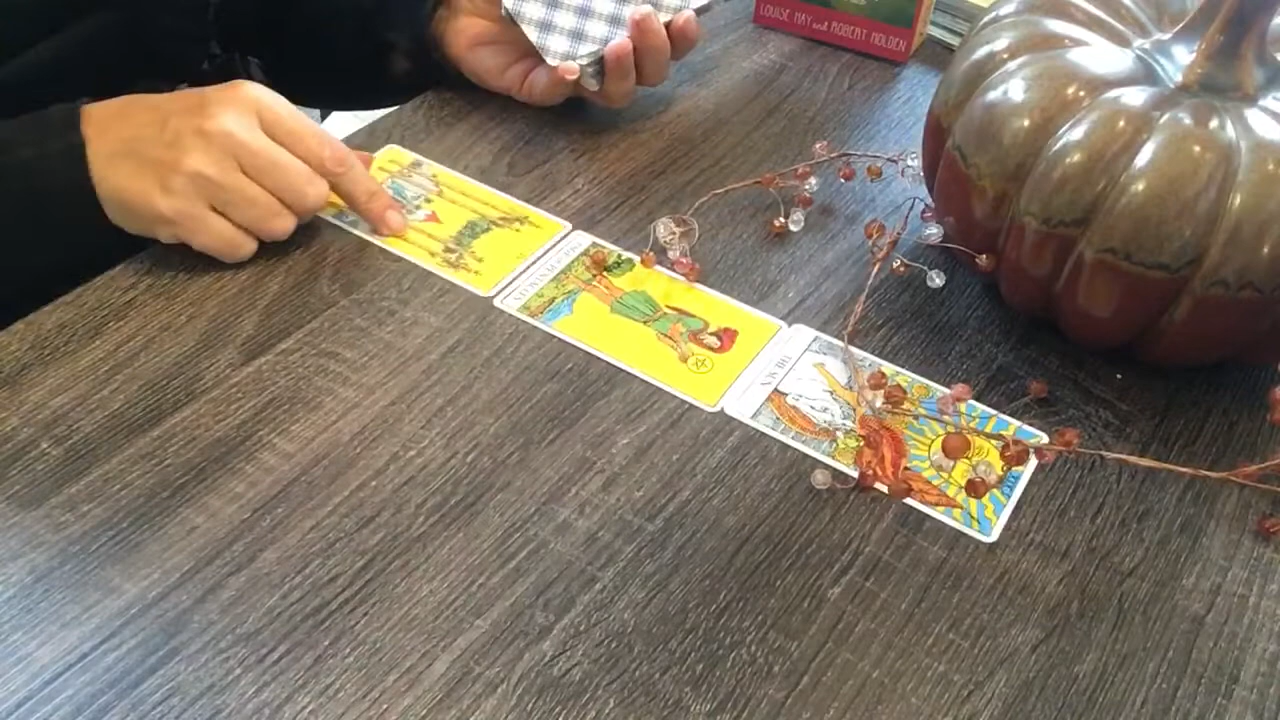 LOUISE HAY and ROBERT HOLDEN
PAGE of PENTACLES
THE SUN